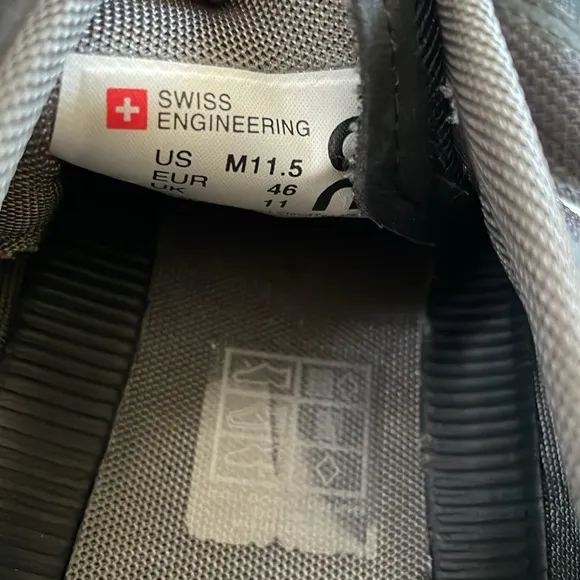 SWISS
ENGINEERING
US M11.5
EUR 46
UK 11